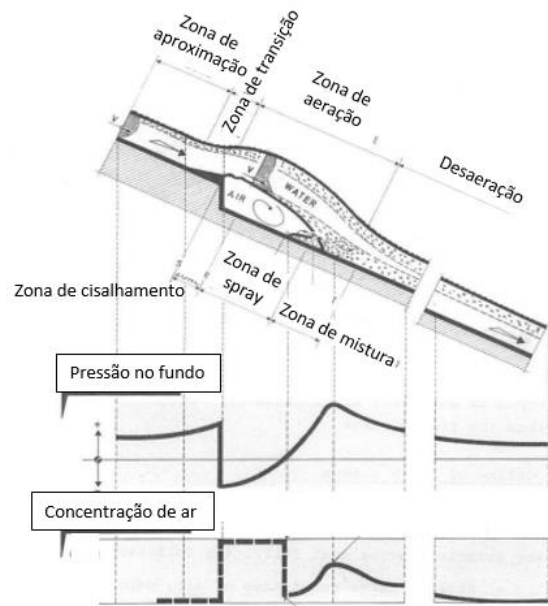 Zona de
aproximação
Zona de transição
Zona de
aeração
Desaeração
V
V
AIR
WATER
Zona de cisalhamento
Zona de
spray
Zona de mistura
Pressão no fundo
+
Concentração de ar